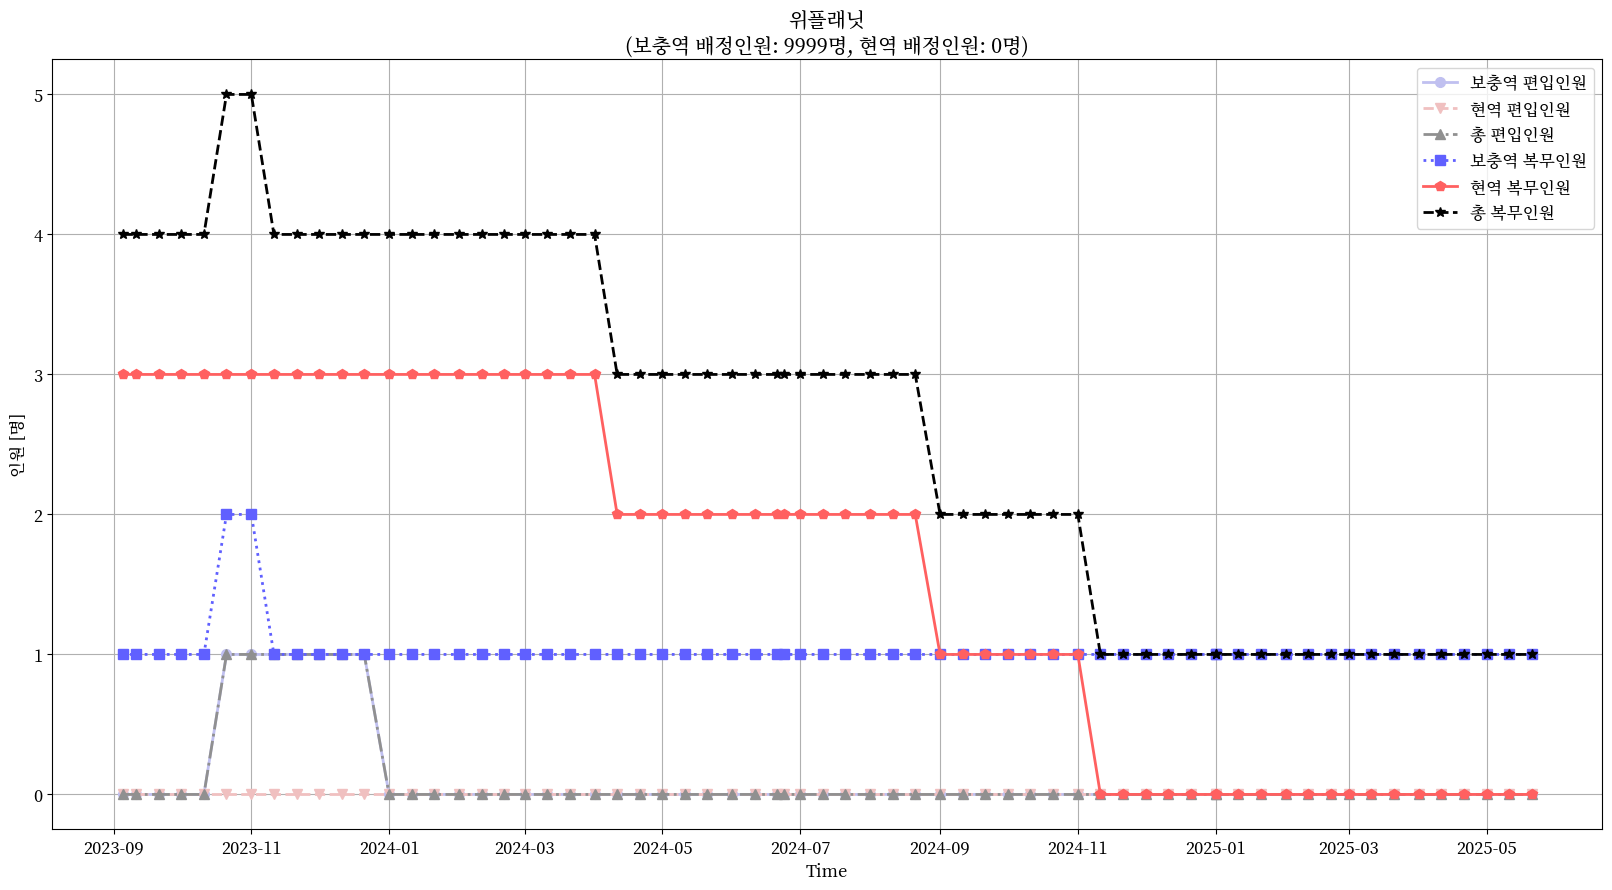 위플래닛
(보충역 배정인원: 9999명, 현역 배정인원: 0명)
보충역 편입인원
현역 편입인원
총 편입인원
보충역 복무인원
현역 복무인원
총 복무인원
인원 [명]
5
4
3
2
1
0
2023-09
2023-11
2024-01
2024-03
2024-05
2024-07
2024-09
2024-11
2025-01
2025-03
2025-05
Time